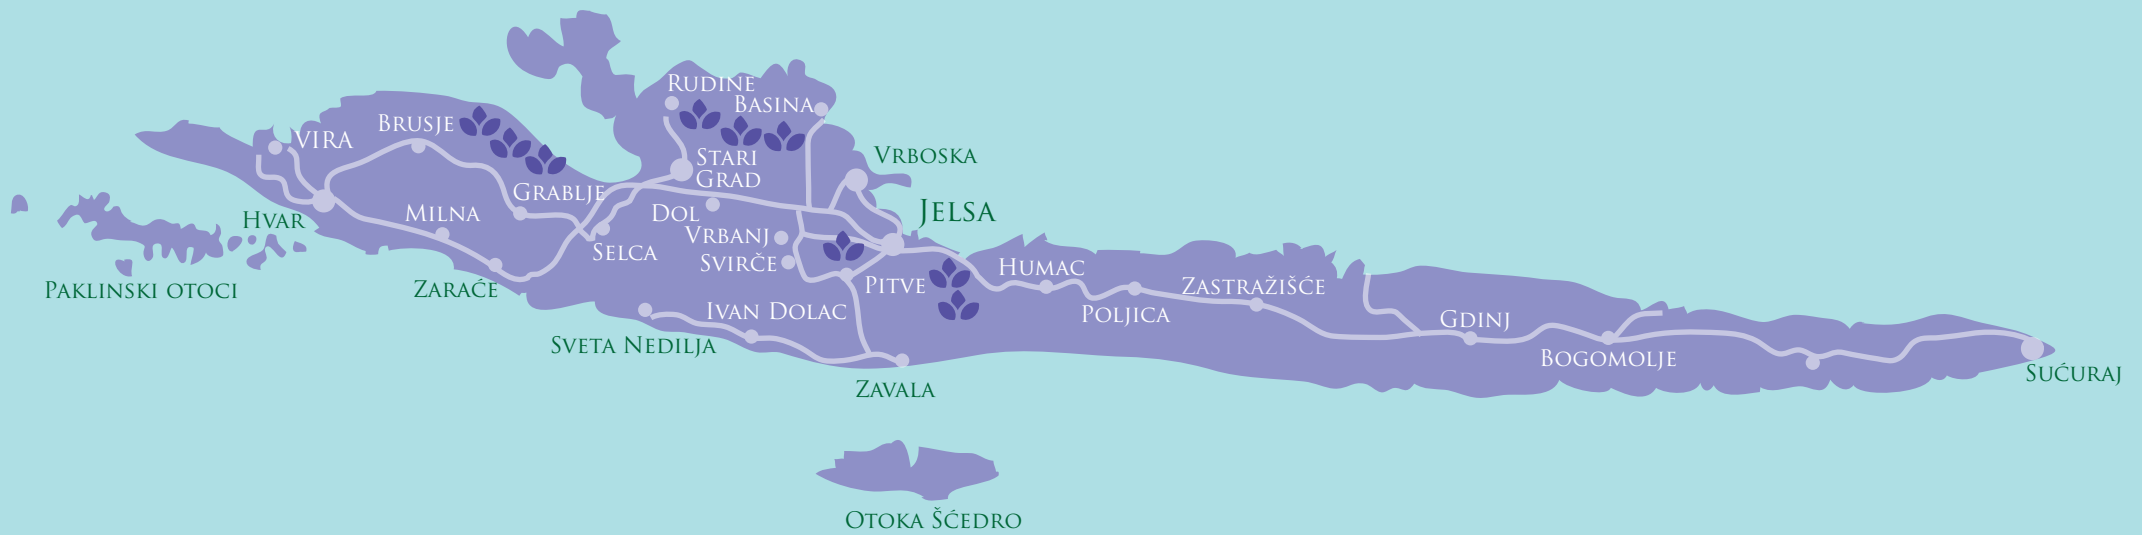 Rudine
Basina
Brusje
VIRA
Vrboska
Stari
Grad
Grablje
Hvar
Milna
Dol
Jelsa
Vrbanj
Selca
Svirče
Paklinski otoci
Zaraće
Pitve
Humac
Zastražišće
Ivan Dolac
Poljica
Gdinj
Sveta Nedilja
Bogomolje
Sućuraj
Zavala
Otoka Šćedro